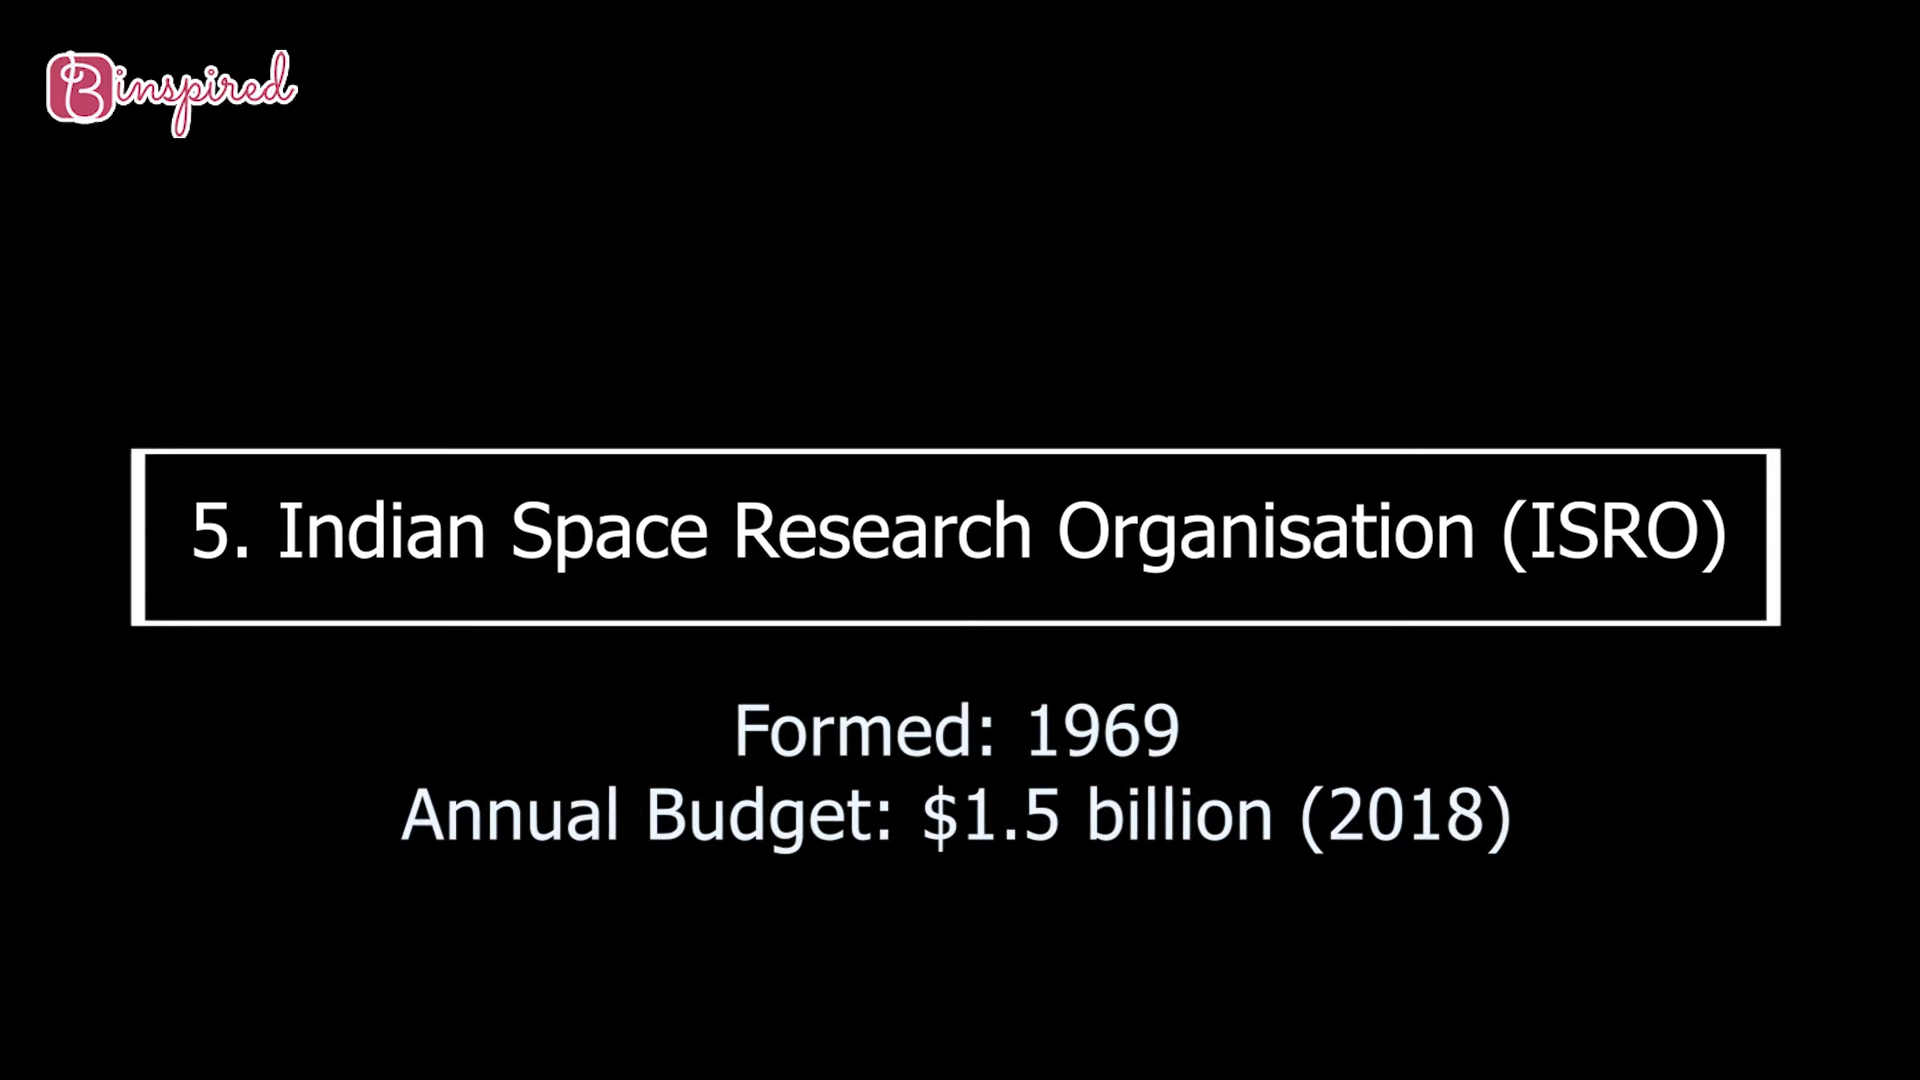 Binspired
5. Indian Space Research Organisation (ISRO)
Formed: 1969
Annual Budget: $1.5 billion (2018)